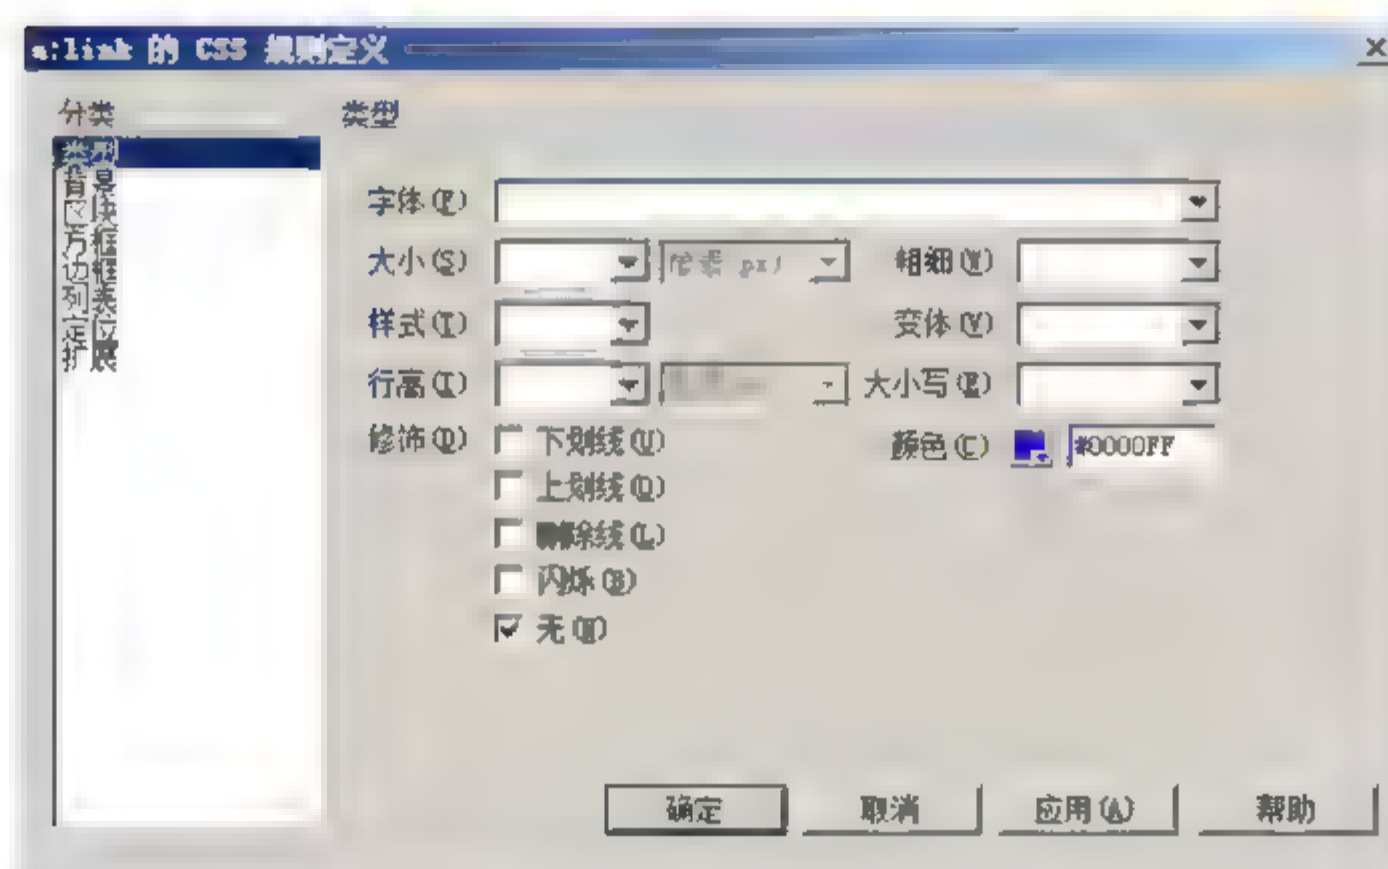 a:link 的 CSS 规则定义
分类
类型
背景
区块
方框
边框
列表
定位
扩展
类型
字体(F)
大小(S) 像素(px) 粗细(W)
样式(T) 变体(V)
行高(I) 大小写(R)
修饰(D) 下划线(U) 颜色(C) #0000FF
上划线(O)
删除线(L)
闪烁(B)
无(N)
确定 取消 应用(A) 帮助